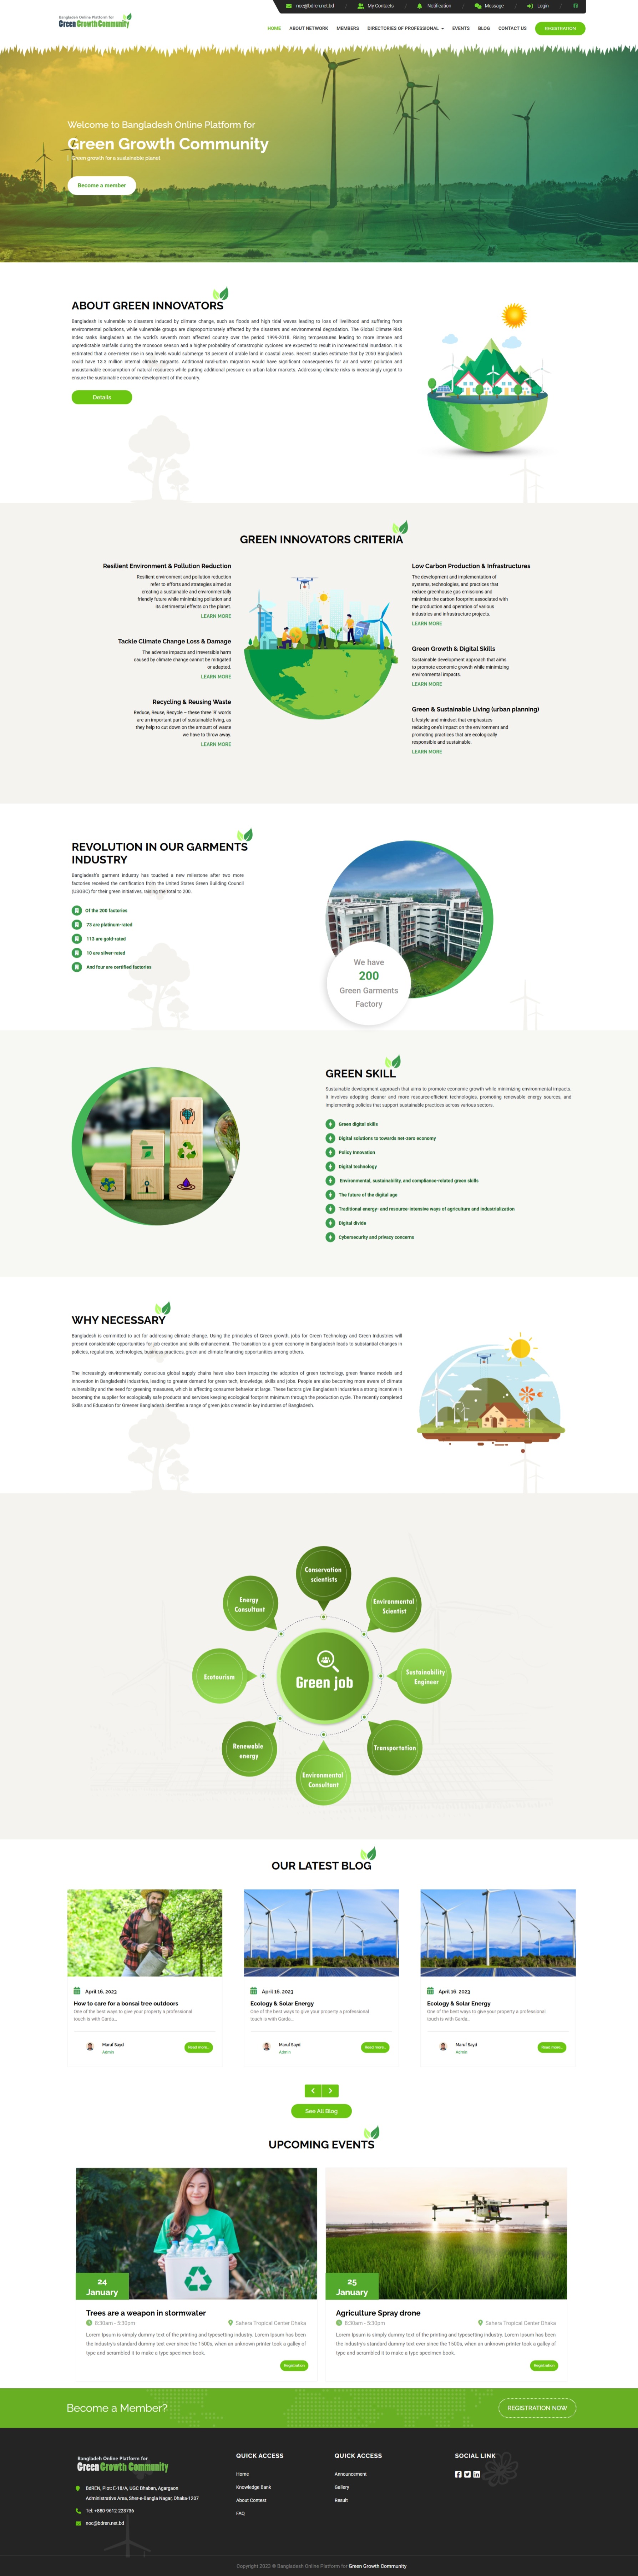 noc@bdren.net.bd / My Contacts / Notification / Message / Login /
Bangladesh Online Platform for
Green Growth Community
HOME ABOUT NETWORK MEMBERS DIRECTORIES OF PROFESSIONAL EVENTS BLOG CONTACT US REGISTRATION
Welcome to Bangladesh Online Platform for
Green Growth Community
Green growth for a sustainable planet
Become a member
ABOUT GREEN INNOVATORS
Bangladesh is vulnerable to disasters induced by climate change, such as floods and high tidal waves leading to loss of livelihood and suffering from
environmental pollutions, while vulnerable groups are disproportionately affected by the disasters and environmental degradation. The Global Climate Risk
Index ranks Bangladesh as the world's seventh most affected country over the period 1999-2018. Rising temperatures leading to more intense and
unpredictable rainfalls during the monsoon season and a higher probability of catastrophic cyclones are expected to result in increased tidal inundation. It is
estimated that a one-meter rise in sea levels would submerge 18 percent of arable land in coastal areas. Recent studies estimate that by 2050 Bangladesh
could have 13.3 million internal climate migrants. Additional rural-urban migration would have significant consequences for air and water pollution and
unsustainable consumption of natural resources while putting additional pressure on urban labor markets. Addressing climate risks is increasingly urgent to
ensure the sustainable economic development of the country.
Details
GREEN INNOVATORS CRITERIA
Resilient Environment & Pollution Reduction
Resilient environment and pollution reduction
refer to efforts and strategies aimed at
creating a sustainable and environmentally
friendly future while minimizing pollution and
its detrimental effects on the planet.
LEARN MORE
Tackle Climate Change Loss & Damage
The adverse impacts and irreversible harm
caused by climate change cannot be mitigated
or adapted.
LEARN MORE
Recycling & Reusing Waste
Reduce, Reuse, Recycle – these three 'R' words
are an important part of sustainable living, as
they help to cut down on the amount of waste
we have to throw away.
LEARN MORE
Low Carbon Production & Infrastructures
The development and implementation of
systems, technologies, and practices that
reduce greenhouse gas emissions and
minimize the carbon footprint associated with
the production and operation of various
industries and infrastructure projects.
LEARN MORE
Green Growth & Digital Skills
Sustainable development approach that aims
to promote economic growth while minimizing
environmental impacts.
LEARN MORE
Green & Sustainable Living (urban planning)
Lifestyle and mindset that emphasizes
reducing one's impact on the environment and
promoting practices that are ecologically
responsible and sustainable.
LEARN MORE
REVOLUTION IN OUR GARMENTS
INDUSTRY
Bangladesh's garment industry has touched a new milestone after two more
factories received the certification from the United States Green Building Council
(USGBC) for their green initiatives, raising the total to 200.
Of the 200 factories
73 are platinum-rated
113 are gold-rated
10 are silver-rated
And four are certified factories
We have
200
Green Garments
Factory
GREEN SKILL
Sustainable development approach that aims to promote economic growth while minimizing environmental impacts.
It involves adopting cleaner and more resource-efficient technologies, promoting renewable energy sources, and
implementing policies that support sustainable practices across various sectors.
Green digital skills
Digital solutions to towards net-zero economy
Policy Innovation
Digital technology
Environmental, sustainability, and compliance-related green skills
The future of the digital age
Traditional energy- and resource-intensive ways of agriculture and industrialization
Digital divide
Cybersecurity and privacy concerns
WHY NECESSARY
Bangladesh is committed to act for addressing climate change. Using the principles of Green growth, jobs for Green Technology and Green Industries will
present considerable opportunities for job creation and skills enhancement. The transition to a green economy in Bangladesh leads to substantial changes in
policies, regulations, technologies, business practices, green and climate financing opportunities among others.
The increasingly environmentally conscious global supply chains have also been impacting the adoption of green technology, green finance models and
innovation in Bangladeshi industries, leading to greater demand for green tech, knowledge, skills and jobs. People are also becoming more aware of climate
vulnerability and the need for greening measures, which is affecting consumer behavior at large. These factors give Bangladesh industries a strong incentive in
becoming the supplier for ecologically safe products and services keeping emissions at minimum through the production cycle. The recently completed
Skills and Education for Greener Bangladesh identifies a range of green jobs created in key industries of Bangladesh.
Conservation
scientists
Energy
Consultant
Environmental
Scientist
Ecotourism
Green job
Sustainability
Engineer
Renewable
energy
Transportation
Environmental
Consultant
OUR LATEST BLOG
April 16. 2023
How to care for a bonsai tree outdoors
One of the best ways to give your property a professional
touch is with Garda...
Maruf Sayd
Admin
Read more..
April 16. 2023
Ecology & Solar Energy
One of the best ways to give your property a professional
touch is with Garda...
Maruf Sayd
Admin
Read more..
April 16. 2023
Ecology & Solar Energy
One of the best ways to give your property a professional
touch is with Garda...
Maruf Sayd
Admin
Read more..
See All Blog
UPCOMING EVENTS
24
January
Trees are a weapon in stormwater
8:30am - 5:30pm Sahera Tropical Center Dhaka
Lorem Ipsum is simply dummy text of the printing and typesetting industry. Lorem Ipsum has been
the industry's standard dummy text ever since the 1500s, when an unknown printer took a galley of
type and scrambled it to make a type specimen book.
Registration
25
January
Agriculture Spray drone
8:30am - 5:30pm Sahera Tropical Center Dhaka
Lorem Ipsum is simply dummy text of the printing and typesetting industry. Lorem Ipsum has been
the industry's standard dummy text ever since the 1500s, when an unknown printer took a galley of
type and scrambled it to make a type specimen book.
Registration
Become a Member?
REGISTRATION NOW
Bangladeh Online Platform for
Green Growth Community
BdREN, Plot: E-18/A, UGC Bhaban, Agargaon
Administrative Area, Sher-e-Bangla Nagar, Dhaka-1207
Tel: +880-9612-223736
noc@bdren.net.bd
QUICK ACCESS
Home
Knowledge Bank
About Contest
FAQ
QUICK ACCESS
Announcement
Gallery
Result
SOCIAL LINK
Copyright 2023 © Bangladesh Online Platform for Green Growth Community